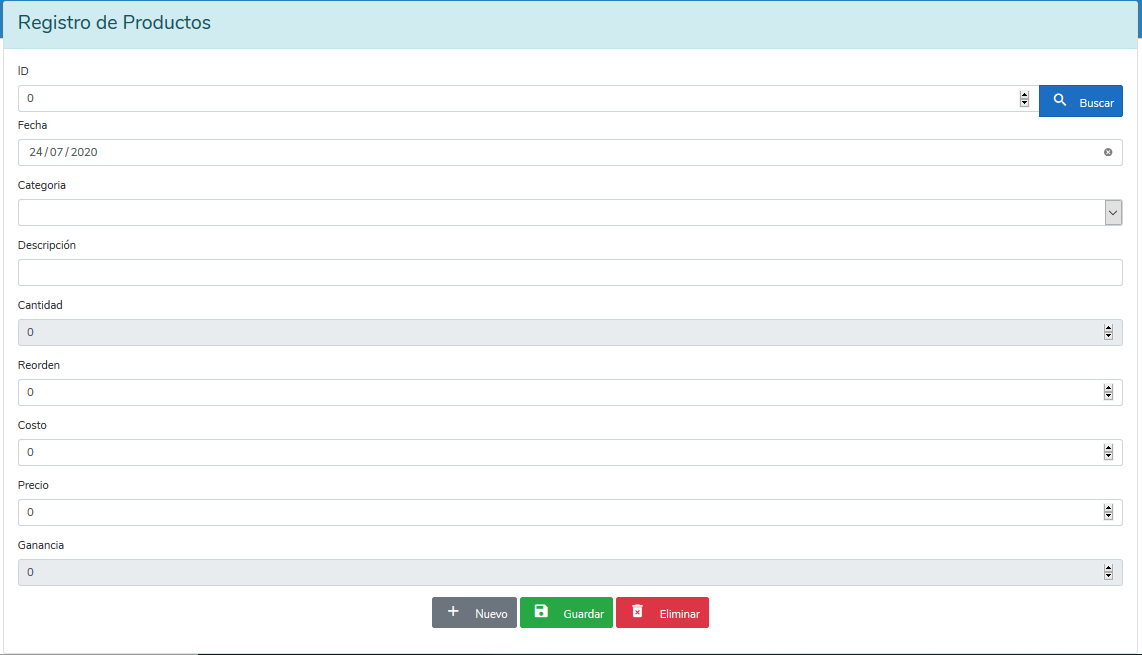 Registro de Productos
ID
0
Buscar
Fecha
24/07/2020
Categoria
Descripción
Cantidad
0
Reorden
0
Costo
0
Precio
0
Ganancia
0
Nuevo Guardar Eliminar